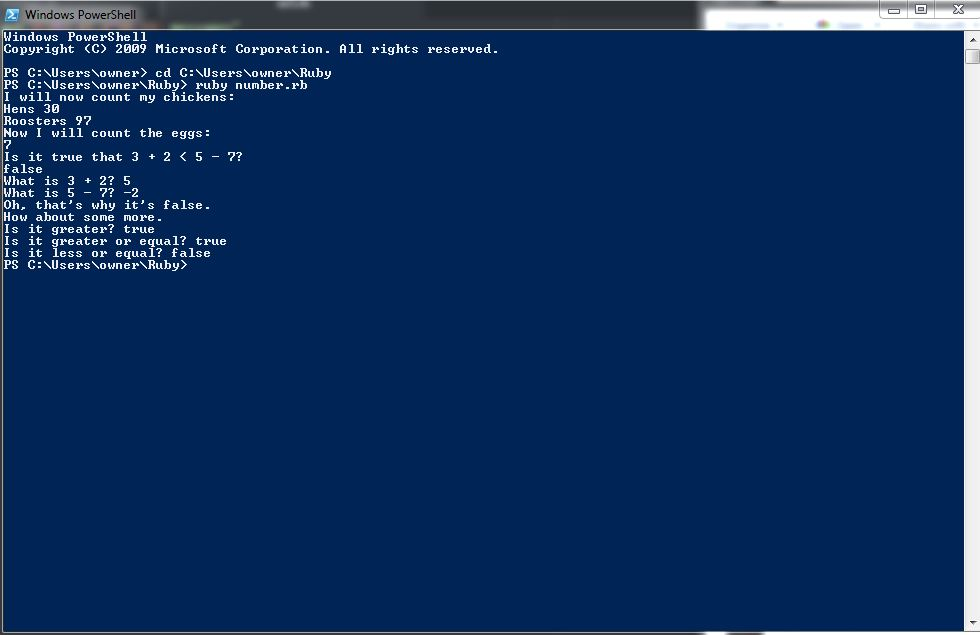 Windows PowerShell
Windows PowerShell
Copyright (C) 2009 Microsoft Corporation. All rights reserved.
PS C:\Users\owner> cd C:\Users\owner\Ruby
PS C:\Users\owner\Ruby> ruby number.rb
I will now count my chickens:
Hens 30
Roosters 97
Now I will count the eggs:
7
Is it true that 3 + 2 < 5 - 7?
false
What is 3 + 2? 5
What is 5 - 7? -2
Oh, that's why it's false.
How about some more.
Is it greater? true
Is it greater or equal? true
Is it less or equal? false
PS C:\Users\owner\Ruby>